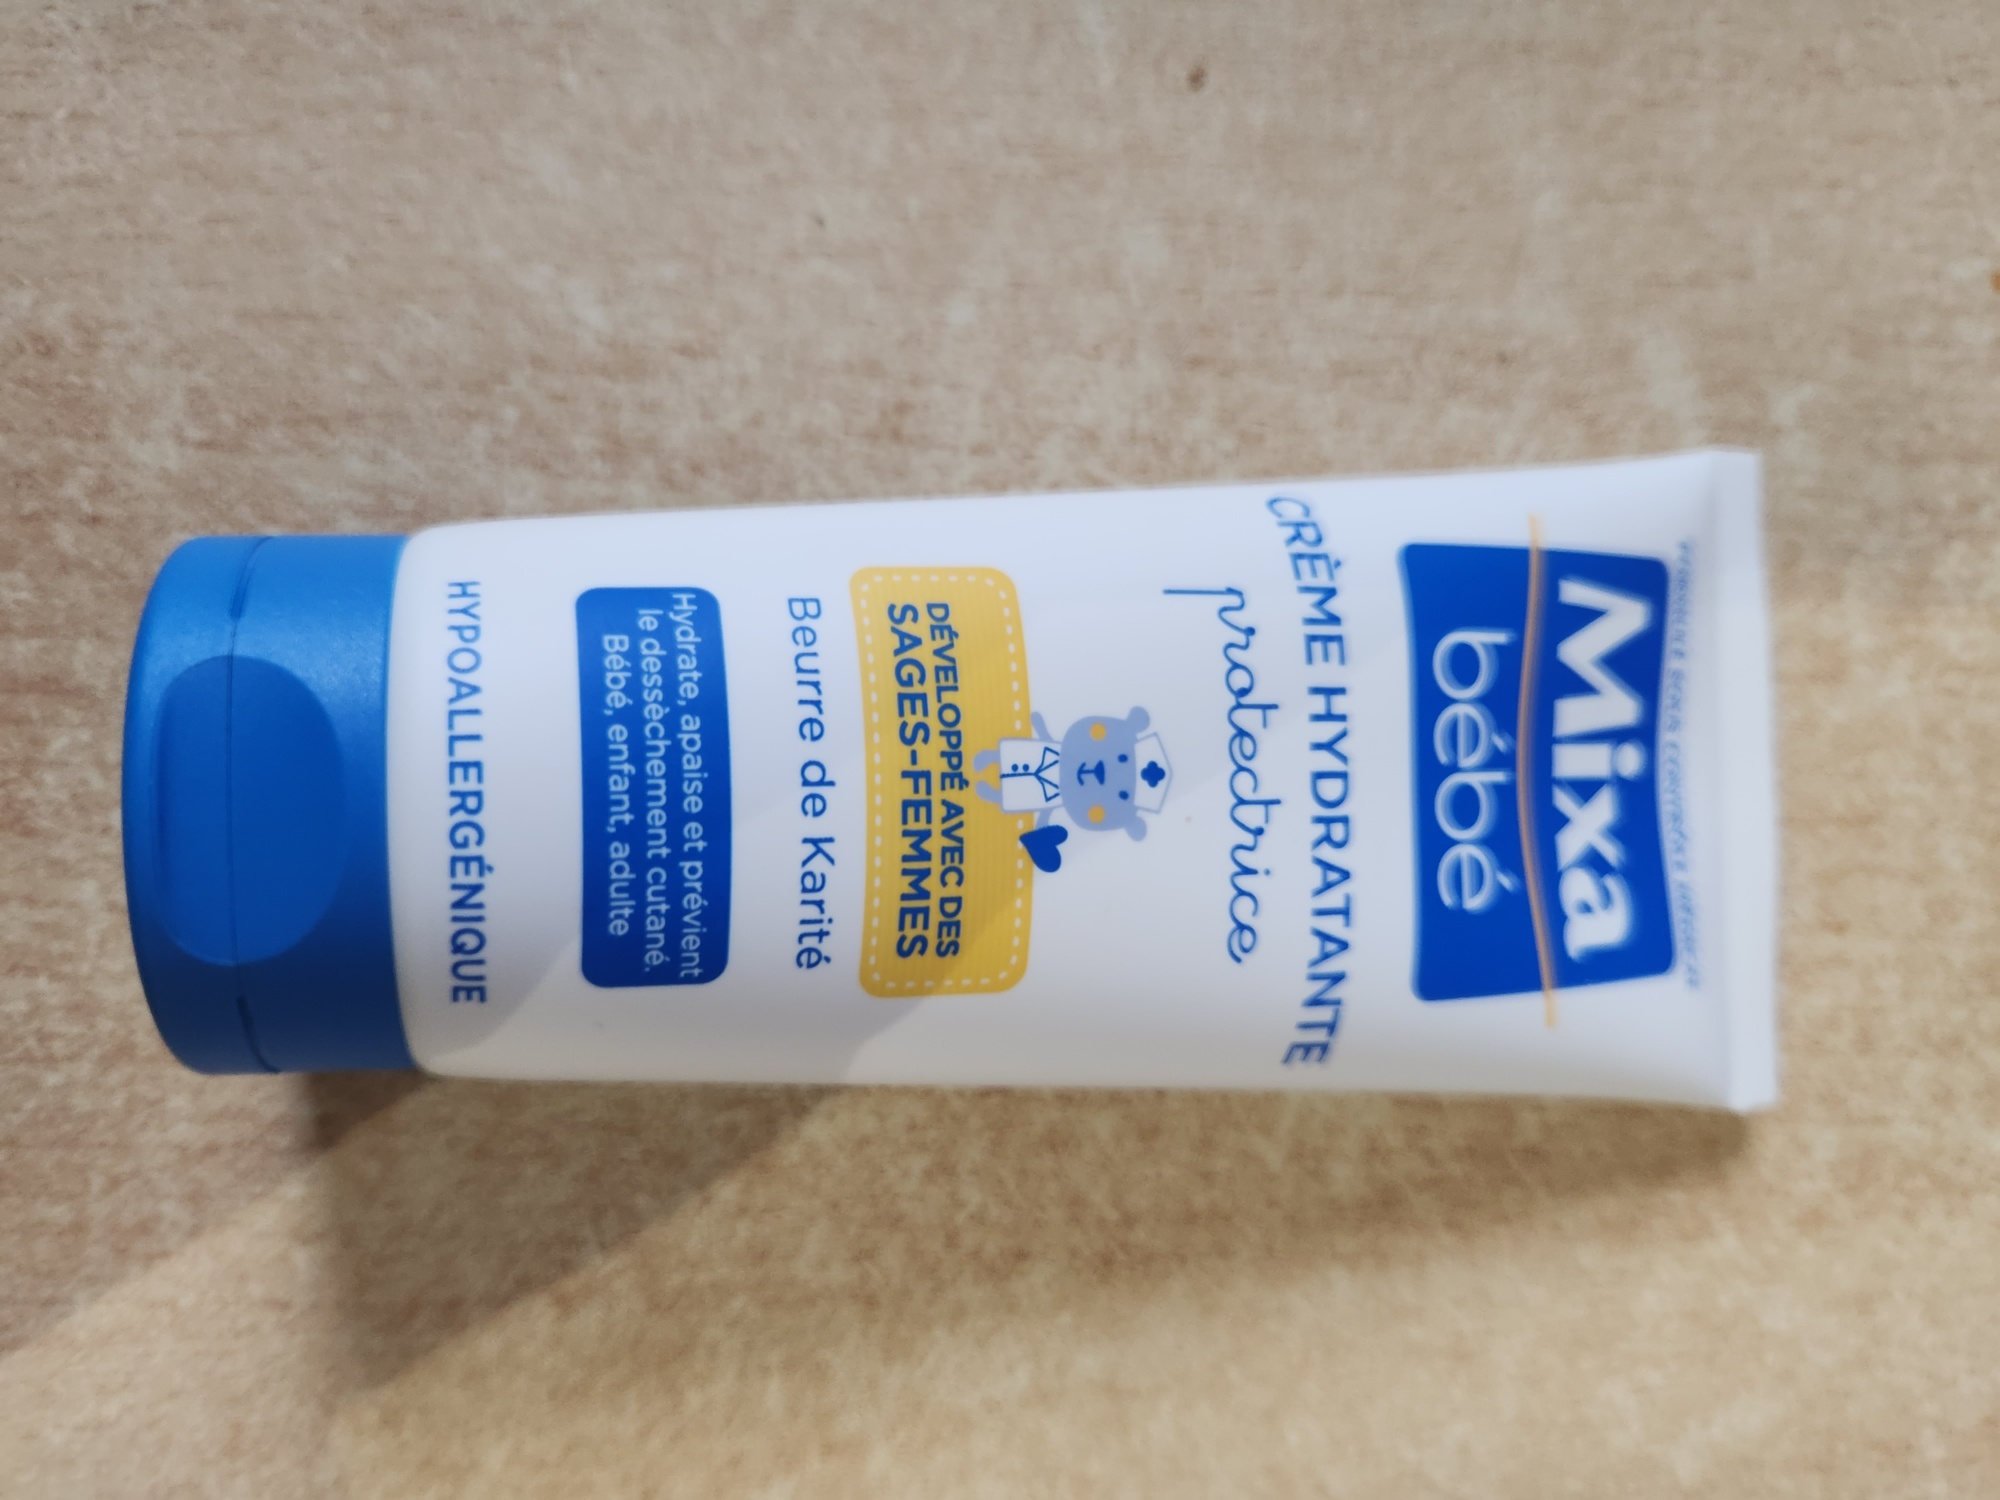 Mixa
bébé
CRÈME HYDRATANTE
protectrice
DÉVELOPPÉ AVEC DES
SAGES-FEMMES
Beurre de Karité
Hydrate, apaise et prévient
le dessèchement cutané.
Bébé, enfant, adulte
HYPOALLERGÉNIQUE